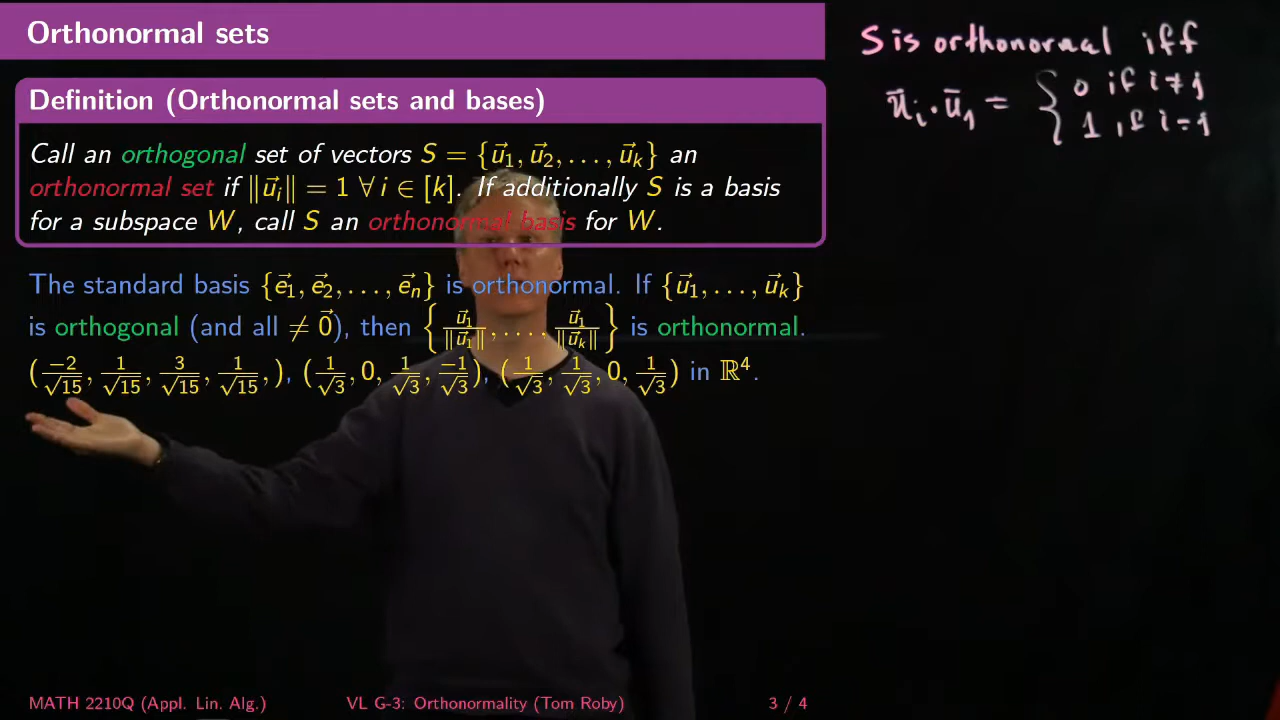 Orthonormal sets
Definition (Orthonormal sets and bases)
Call an orthogonal set of vectors S = {u⃗₁, u⃗₂, . . . , u⃗ₖ} an
orthonormal set if ‖u⃗ᵢ‖ = 1 ∀ i ∈ [k]. If additionally S is a basis
for a subspace W, call S an orthonormal basis for W.
The standard basis {e⃗₁, e⃗₂, . . . , e⃗ₙ} is orthonormal. If {u⃗₁, . . . , u⃗ₖ}
is orthogonal (and all ≠ 0⃗), then {u⃗₁/‖u⃗₁‖, . . . , u⃗₁/‖u⃗ₖ‖} is orthonormal.
(−2/√15, 1/√15, 3/√15, 1/√15, ), (1/√3, 0, 1/√3, −1/√3), (1/√3, 1/√3, 0, 1/√3) in ℝ⁴.
S is orthonormal iff
u⃗ᵢ · u⃗ⱼ = { 0 if i ≠ j
1 if i = j
MATH 2210Q (Appl. Lin. Alg.) VL G-3: Orthonormality (Tom Roby) 3 / 4